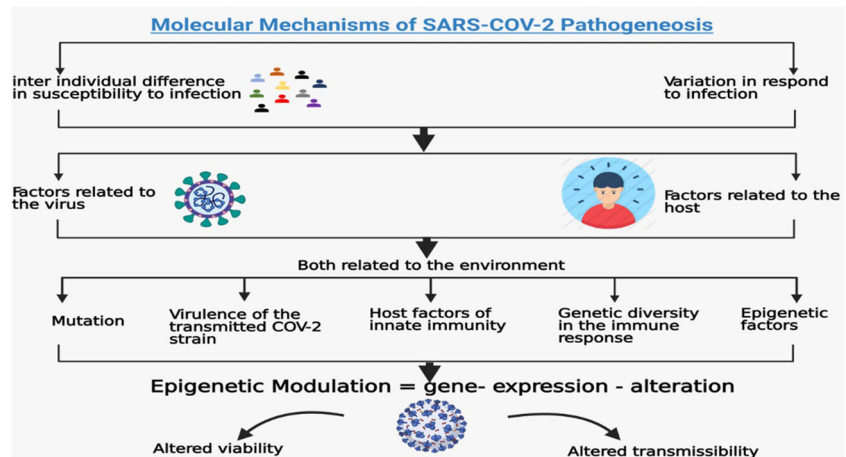 Molecular Mechanisms of SARS-COV-2 Pathogeneosis
inter individual difference
in susceptibility to infection
Variation in respond
to infection
Factors related to
the virus
Factors related to the
host
Both related to the environment
Mutation
Virulence of the
transmitted COV-2
strain
Host factors of
innate immunity
Genetic diversity
in the immune
response
Epigenetic
factors
Epigenetic Modulation = gene- expression - alteration
Altered viability
Altered transmissibility